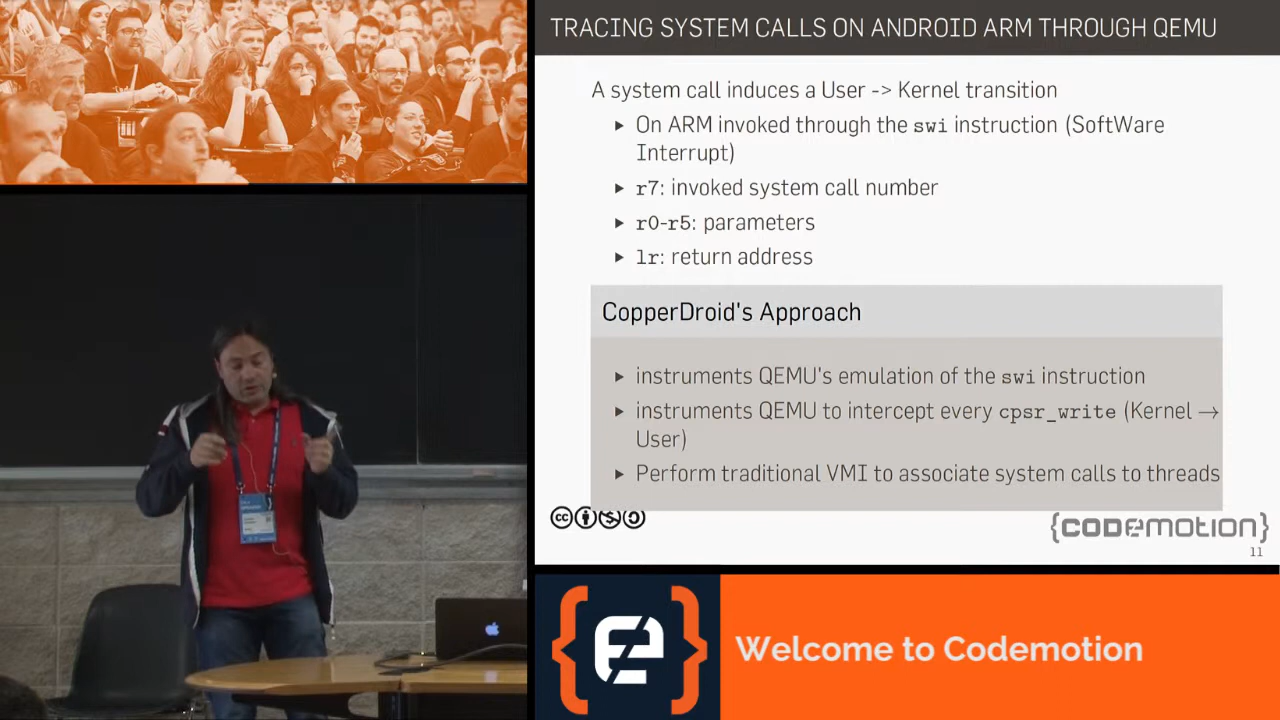 TRACING SYSTEM CALLS ON ANDROID ARM THROUGH QEMU
A system call induces a User -> Kernel transition
▸ On ARM invoked through the swi instruction (SoftWare
Interrupt)
▸ r7: invoked system call number
▸ r0-r5: parameters
▸ lr: return address
CopperDroid's Approach
▸ instruments QEMU's emulation of the swi instruction
▸ instruments QEMU to intercept every cpsr_write (Kernel →
User)
▸ Perform traditional VMI to associate system calls to threads
cc
{codemotion}
11
Welcome to Codemotion